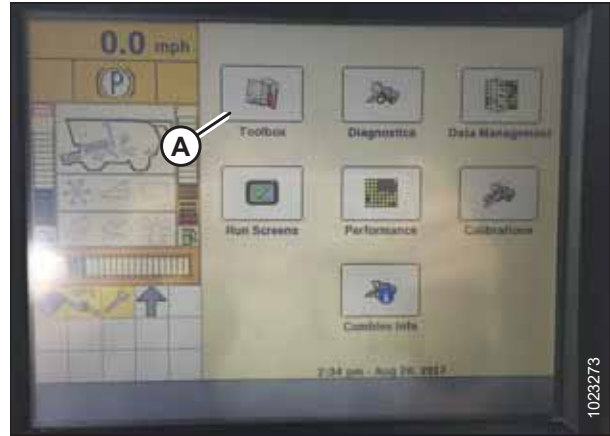 0.0 mph
(P)
A
Toolbox
Diagnostics
Data Management
Run Screens
Performance
Calibrations
Combine Info
2:34 pm - Aug 24, 2017
1023273